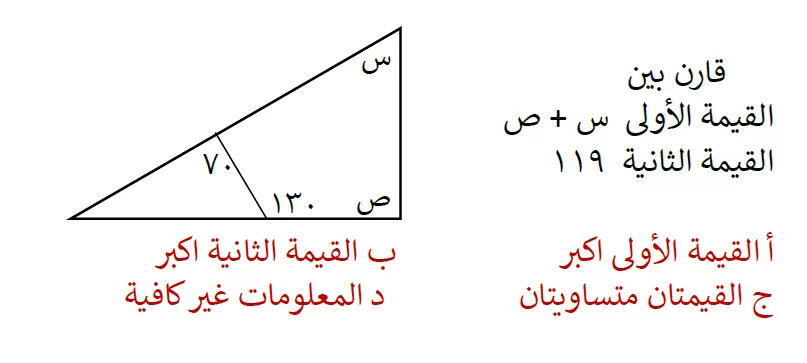 قارن بين
القيمة الأولى س + ص
القيمة الثانية ١١٩
س
٧٠
١٣٠
ص
أ القيمة الأولى اكبر
ب القيمة الثانية اكبر
ج القيمتان متساويتان
د المعلومات غير كافية